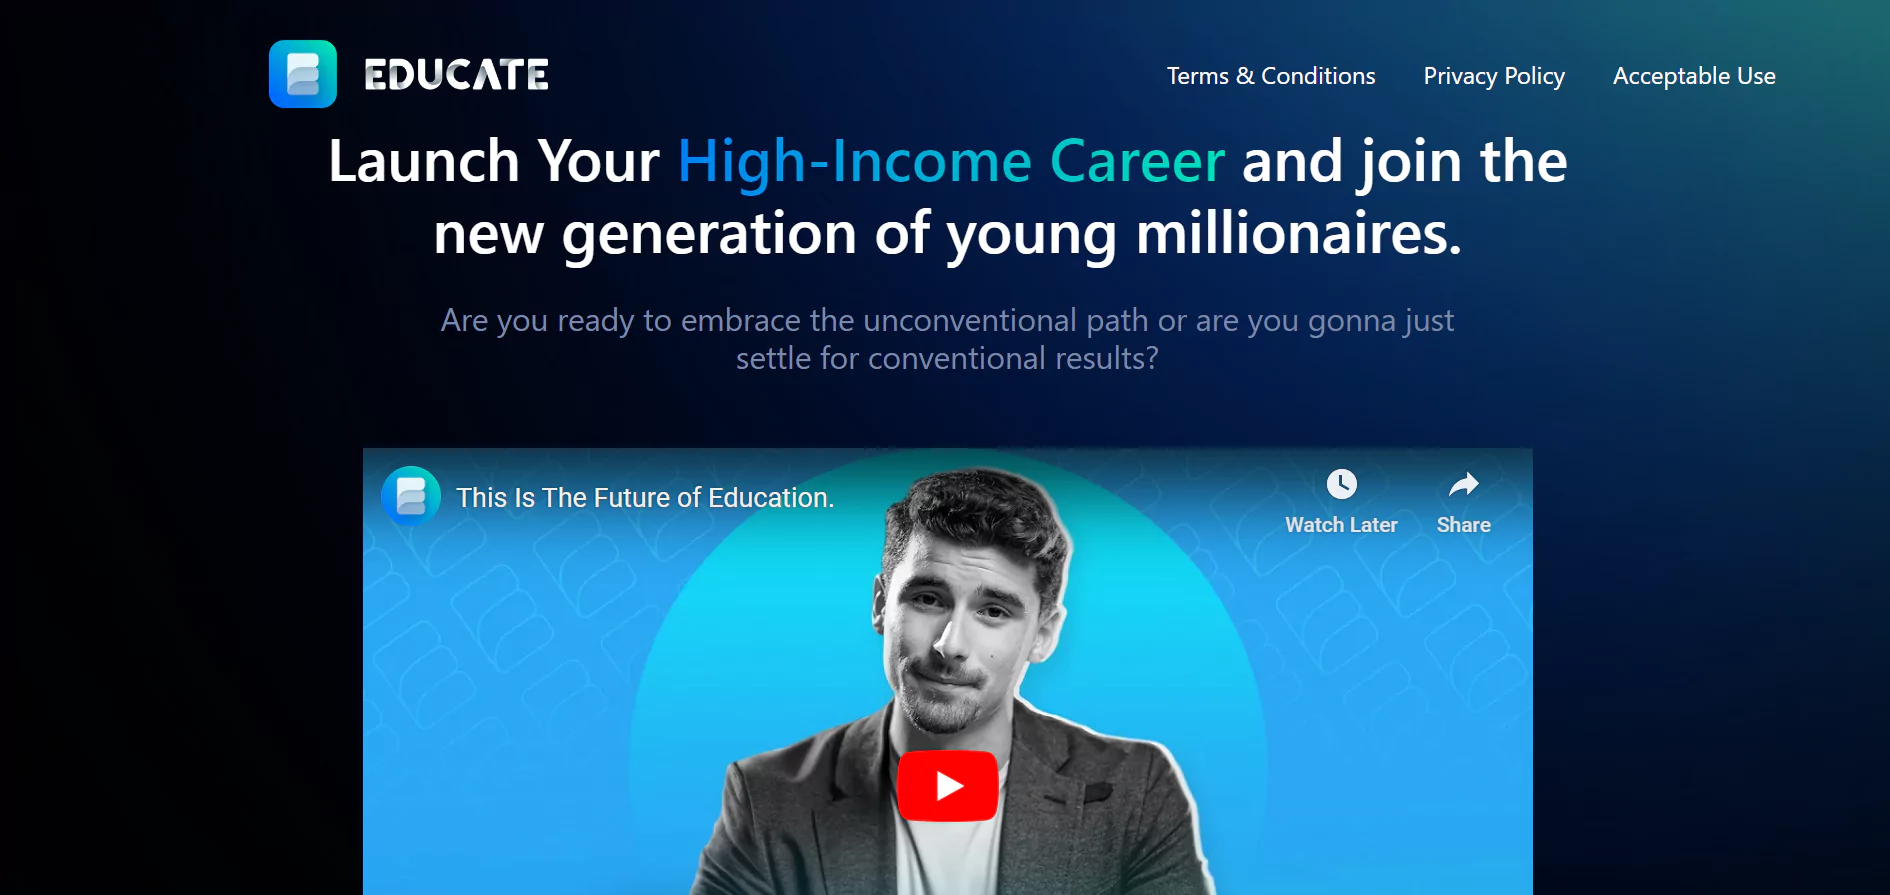 EDUCATE
Terms & Conditions
Privacy Policy
Acceptable Use
Launch Your High-Income Career and join the
new generation of young millionaires.
Are you ready to embrace the unconventional path or are you gonna just
settle for conventional results?
This Is The Future of Education.
Watch Later
Share